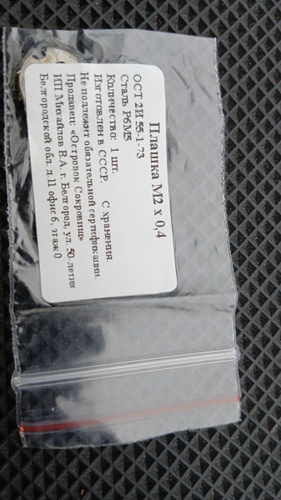 Плашка М2 х 0,4
ОСТ 2И 55-1-73
Сталь Р6М5
Количество: 1 шт.
Изготовлен в СССР. С хранения.
Не подлежит обязательной сертификации.
Продавец: «Островок Сокровищ»
ИП Михайлов В.А. г. Белгород, ул. 50-летия
Белгородской обл. д.11 офис 6, этаж 0